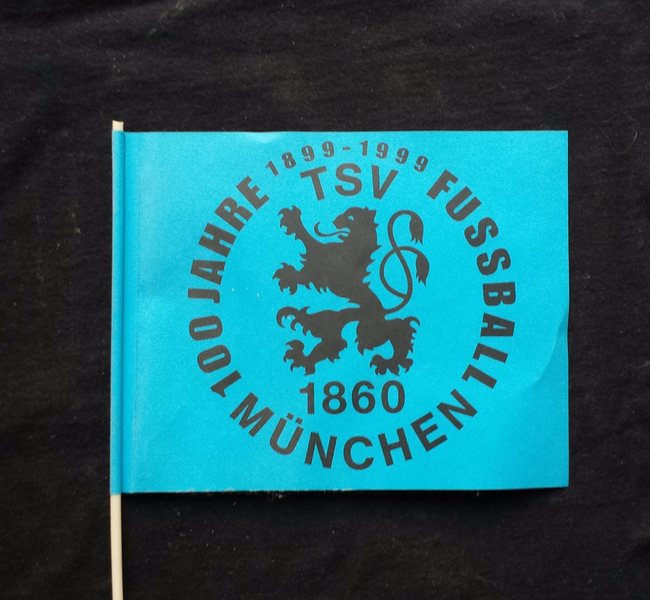 100 JAHRE 1899-1999 FUSSBALL
TSV
1860
MÜNCHEN